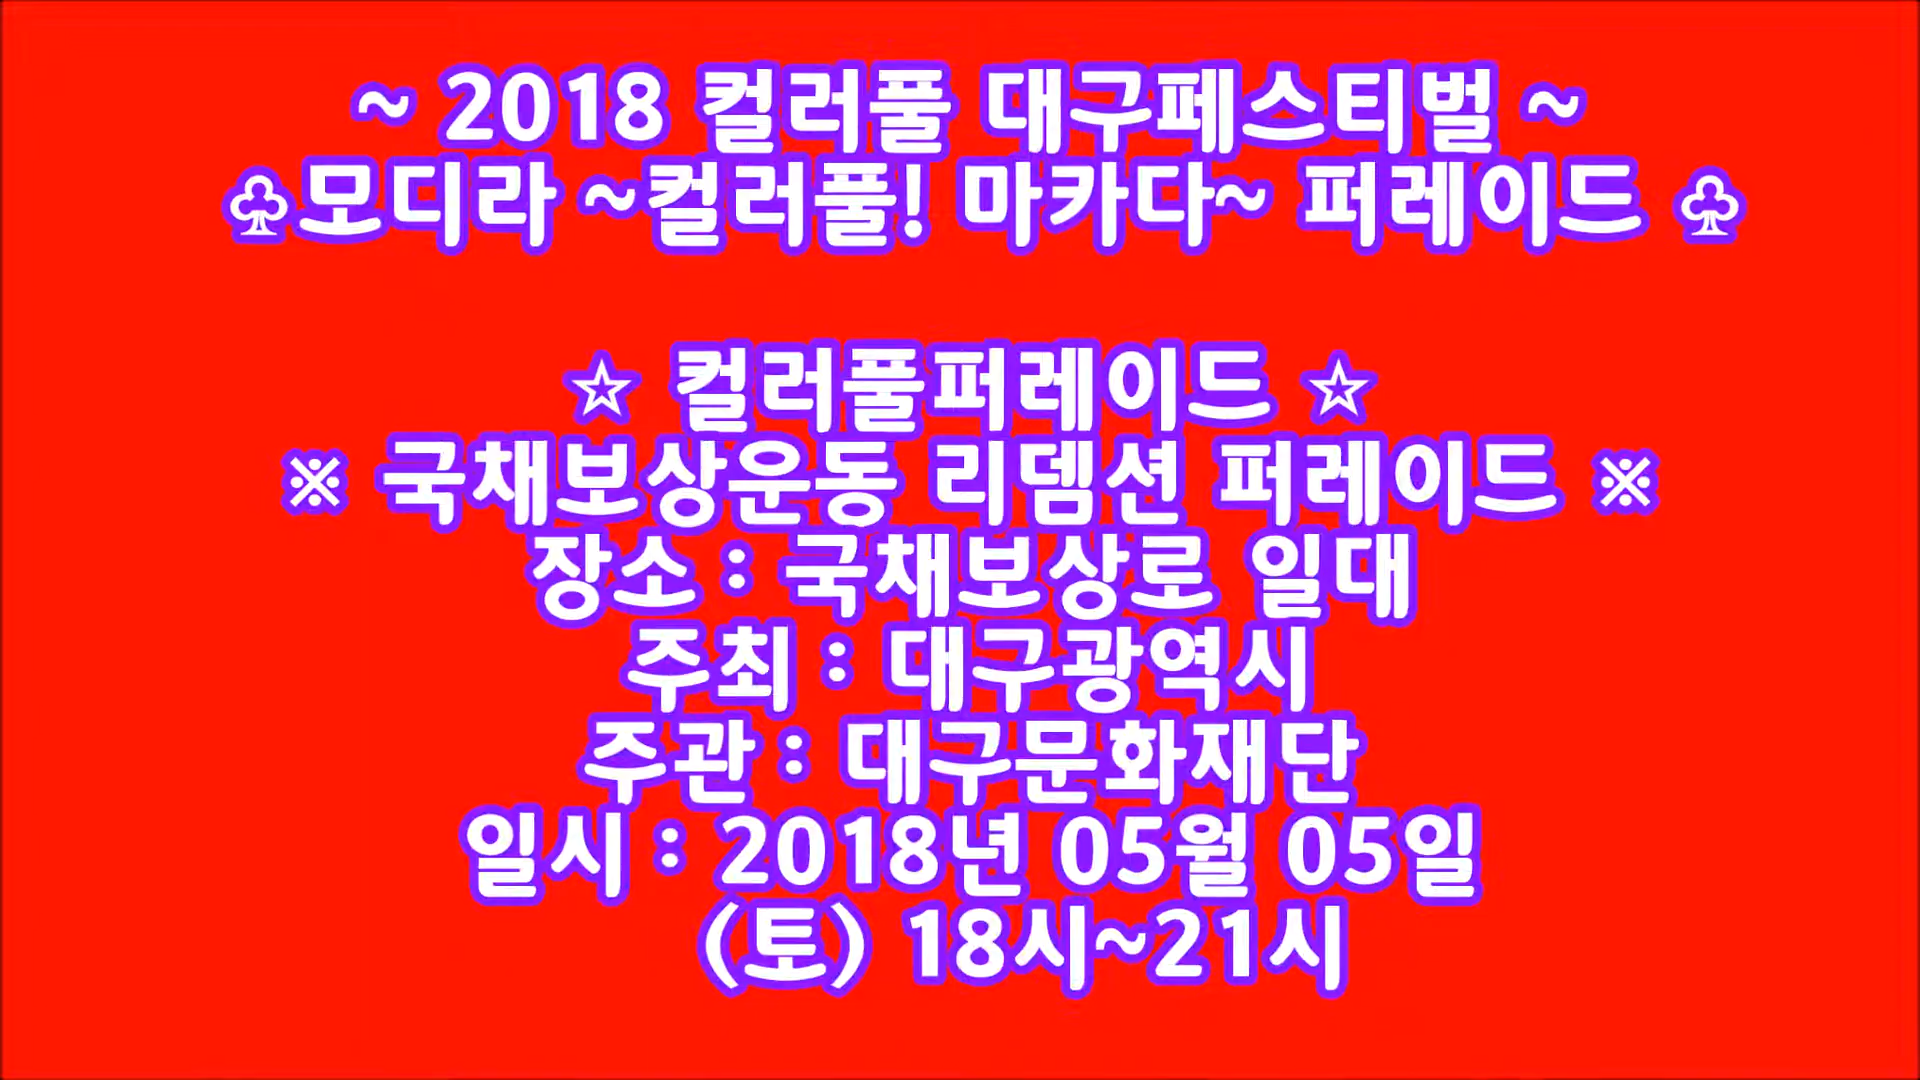 ~ 2018 컬러풀 대구페스티벌 ~
♧모디라 ~컬러풀! 마카다~ 퍼레이드 ♧
☆ 컬러풀퍼레이드 ☆
※ 국채보상운동 리뎀션 퍼레이드 ※
장소 : 국채보상로 일대
주최 : 대구광역시
주관 : 대구문화재단
일시 : 2018년 05월 05일
(토) 18시~21시